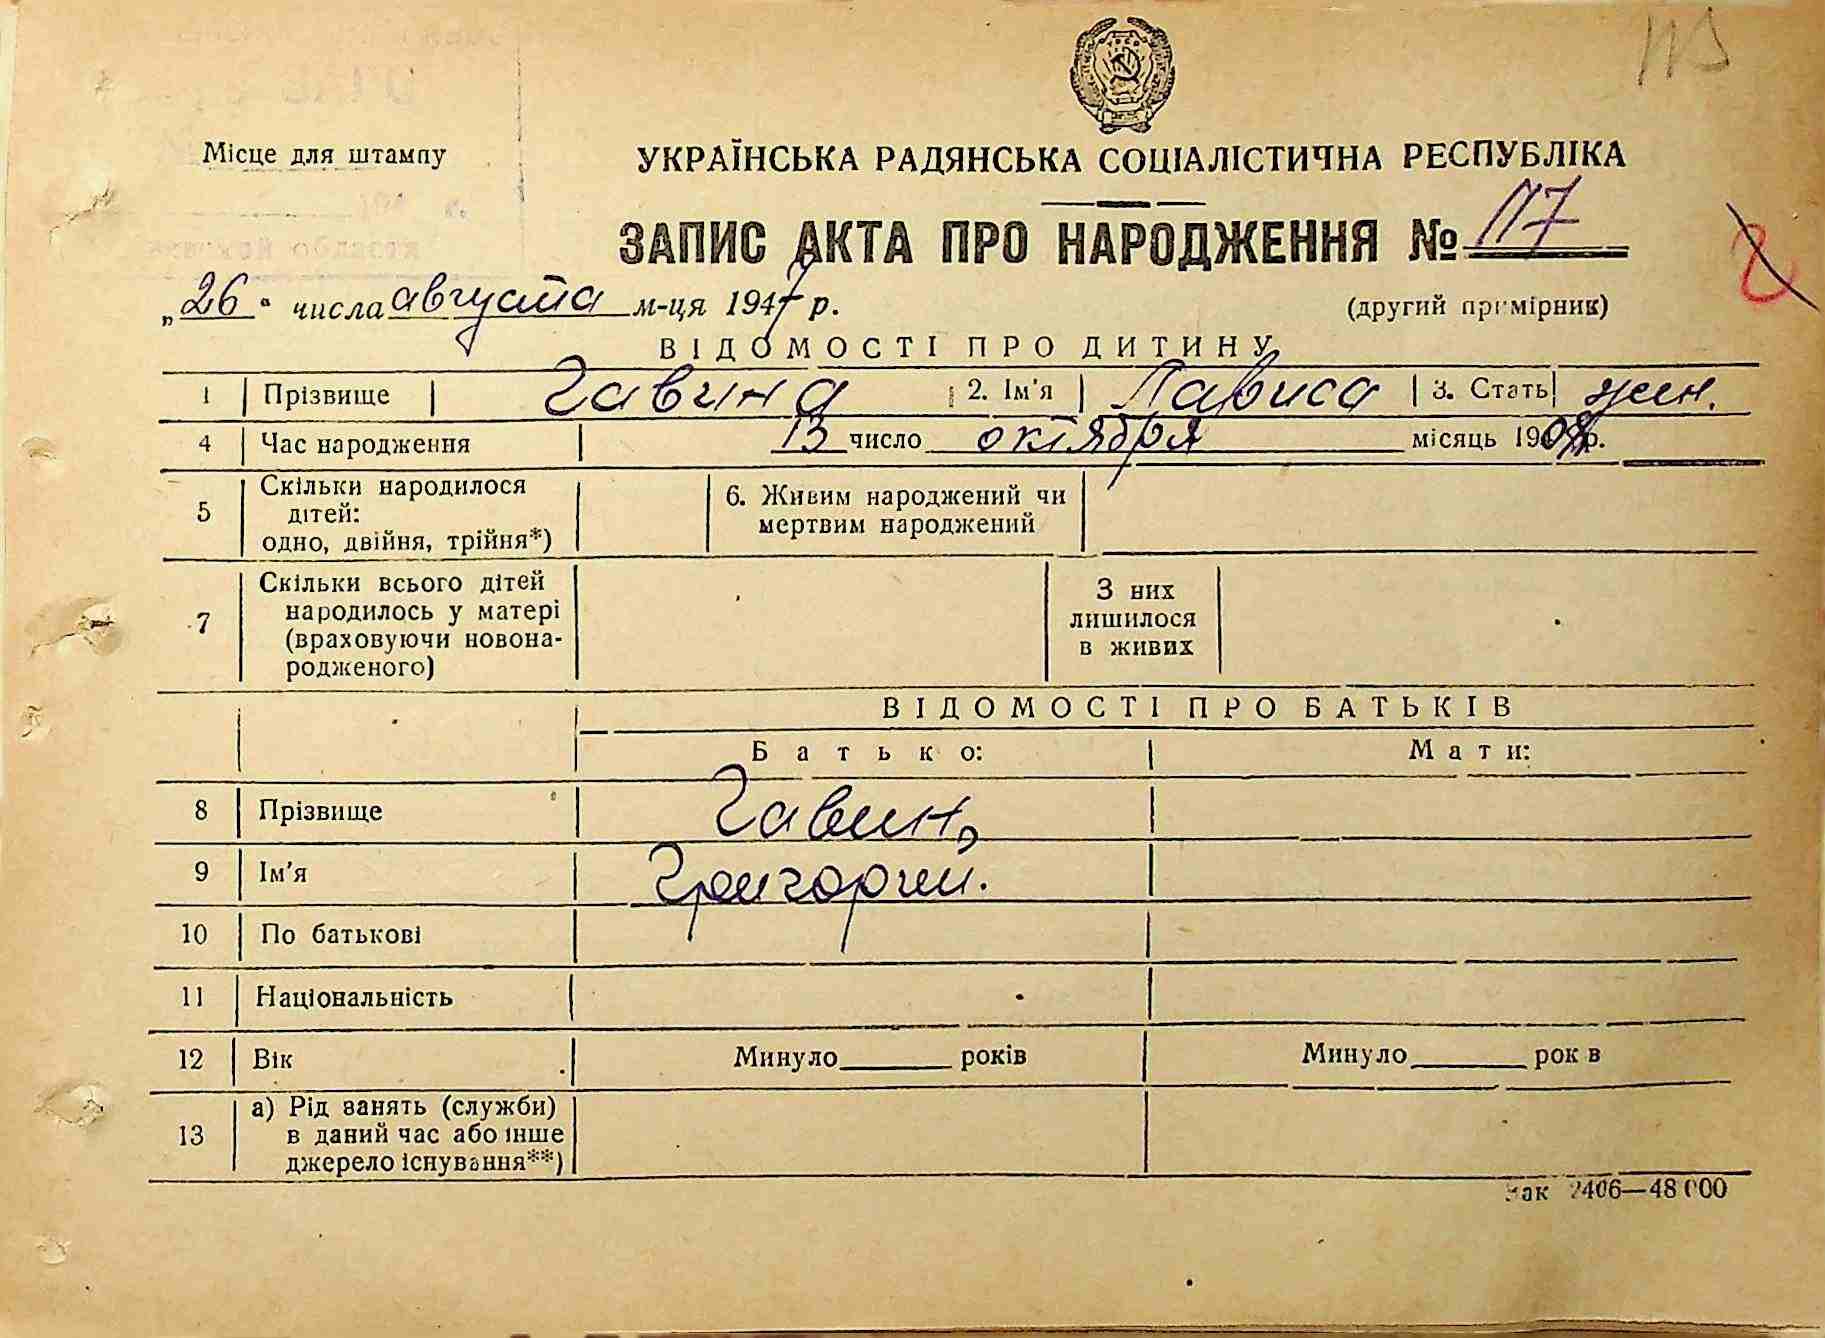 115
Місце для штампу
УКРАЇНСЬКА РАДЯНСЬКА СОЦІАЛІСТИЧНА РЕСПУБЛІКА
ЗАПИС АКТА ПРО НАРОДЖЕННЯ № 117
„26“ числа августа м-ця 1947 р.
(другий примірник)
ВІДОМОСТІ ПРО ДИТИНУ
1 Прізвище Гавина 2. Ім'я Лариса 3. Стать жен.
4 Час народження 13 число октября місяць 190 р.
5 Скільки народилося дітей: одно, двійня, трійня*) 6. Живим народжений чи мертвим народжений
7 Скільки всього дітей народилось у матері (враховуючи новонародженого) З них лишилося в живих
ВІДОМОСТІ ПРО БАТЬКІВ
Батько: Мати:
8 Прізвище Гавин,
9 Ім'я Григорий.
10 По батькові
11 Національність
12 Вік Минуло років Минуло рок в
13 а) Рід занять (служби) в даний час або інше джерело існування**)
Зак 2406—48 000